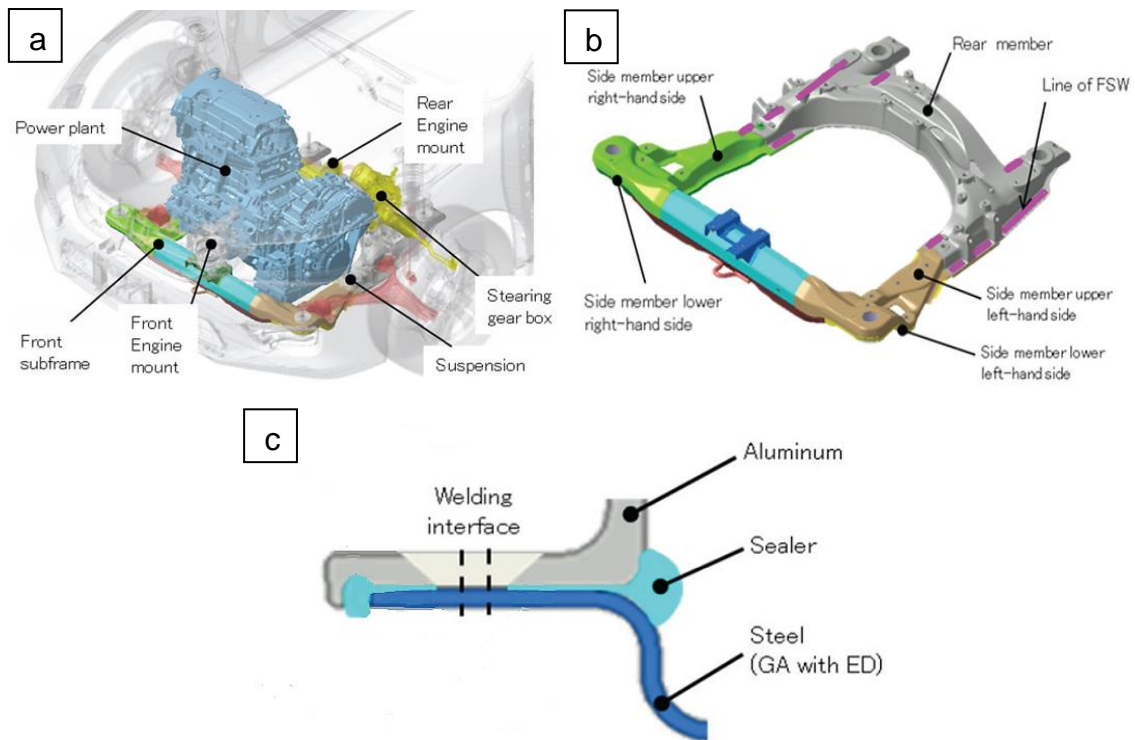 a
Power plant
Rear
Engine
mount
Stearing
gear box
Suspension
Front
Engine
mount
Front
subframe
b
Rear member
Side member upper
right-hand side
Line of FSW
Side member lower
right-hand side
Side member upper
left-hand side
Side member lower
left-hand side
c
Aluminum
Welding
interface
Sealer
Steel
(GA with ED)